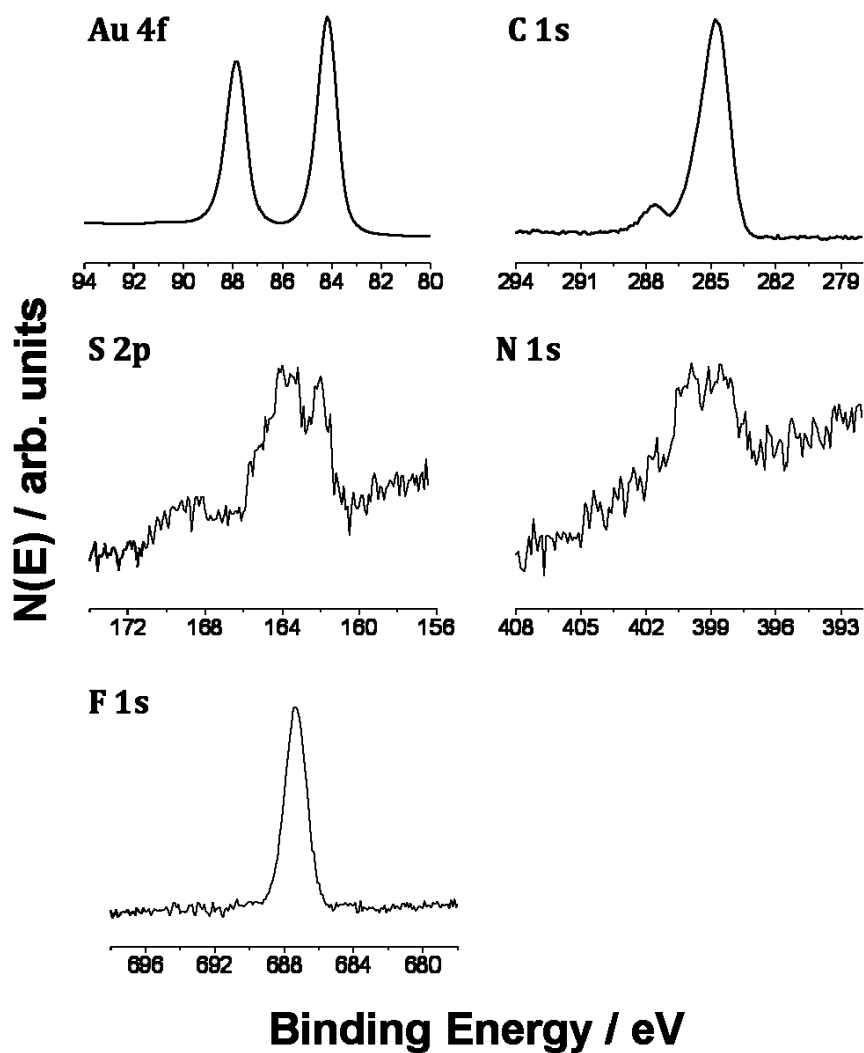 Au 4f
C 1s
94 92 90 88 86 84 82 80
294 291 288 285 282 279
S 2p
N 1s
172 168 164 160 156
408 405 402 399 396 393
F 1s
696 692 688 684 680
N(E) / arb. units
Binding Energy / eV